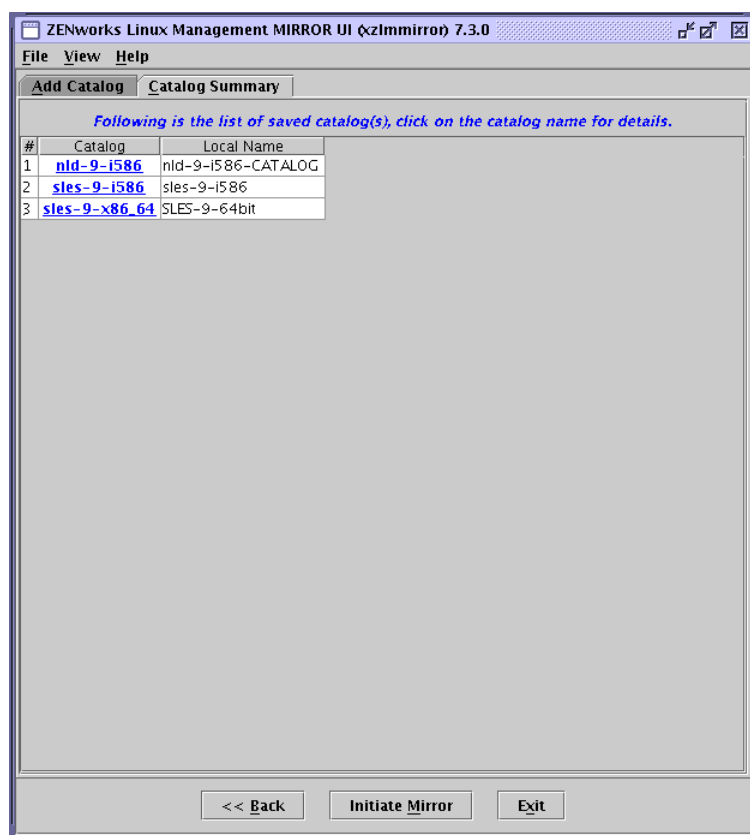 ZENworks Linux Management MIRROR UI (xzlmmirror) 7.3.0
File View Help
Add Catalog Catalog Summary
Following is the list of saved catalog(s), click on the catalog name for details.
# Catalog Local Name
1 nld-9-i586 nld-9-i586-CATALOG
2 sles-9-i586 sles-9-i586
3 sles-9-x86_64 SLES-9-64bit
<< Back Initiate Mirror Exit